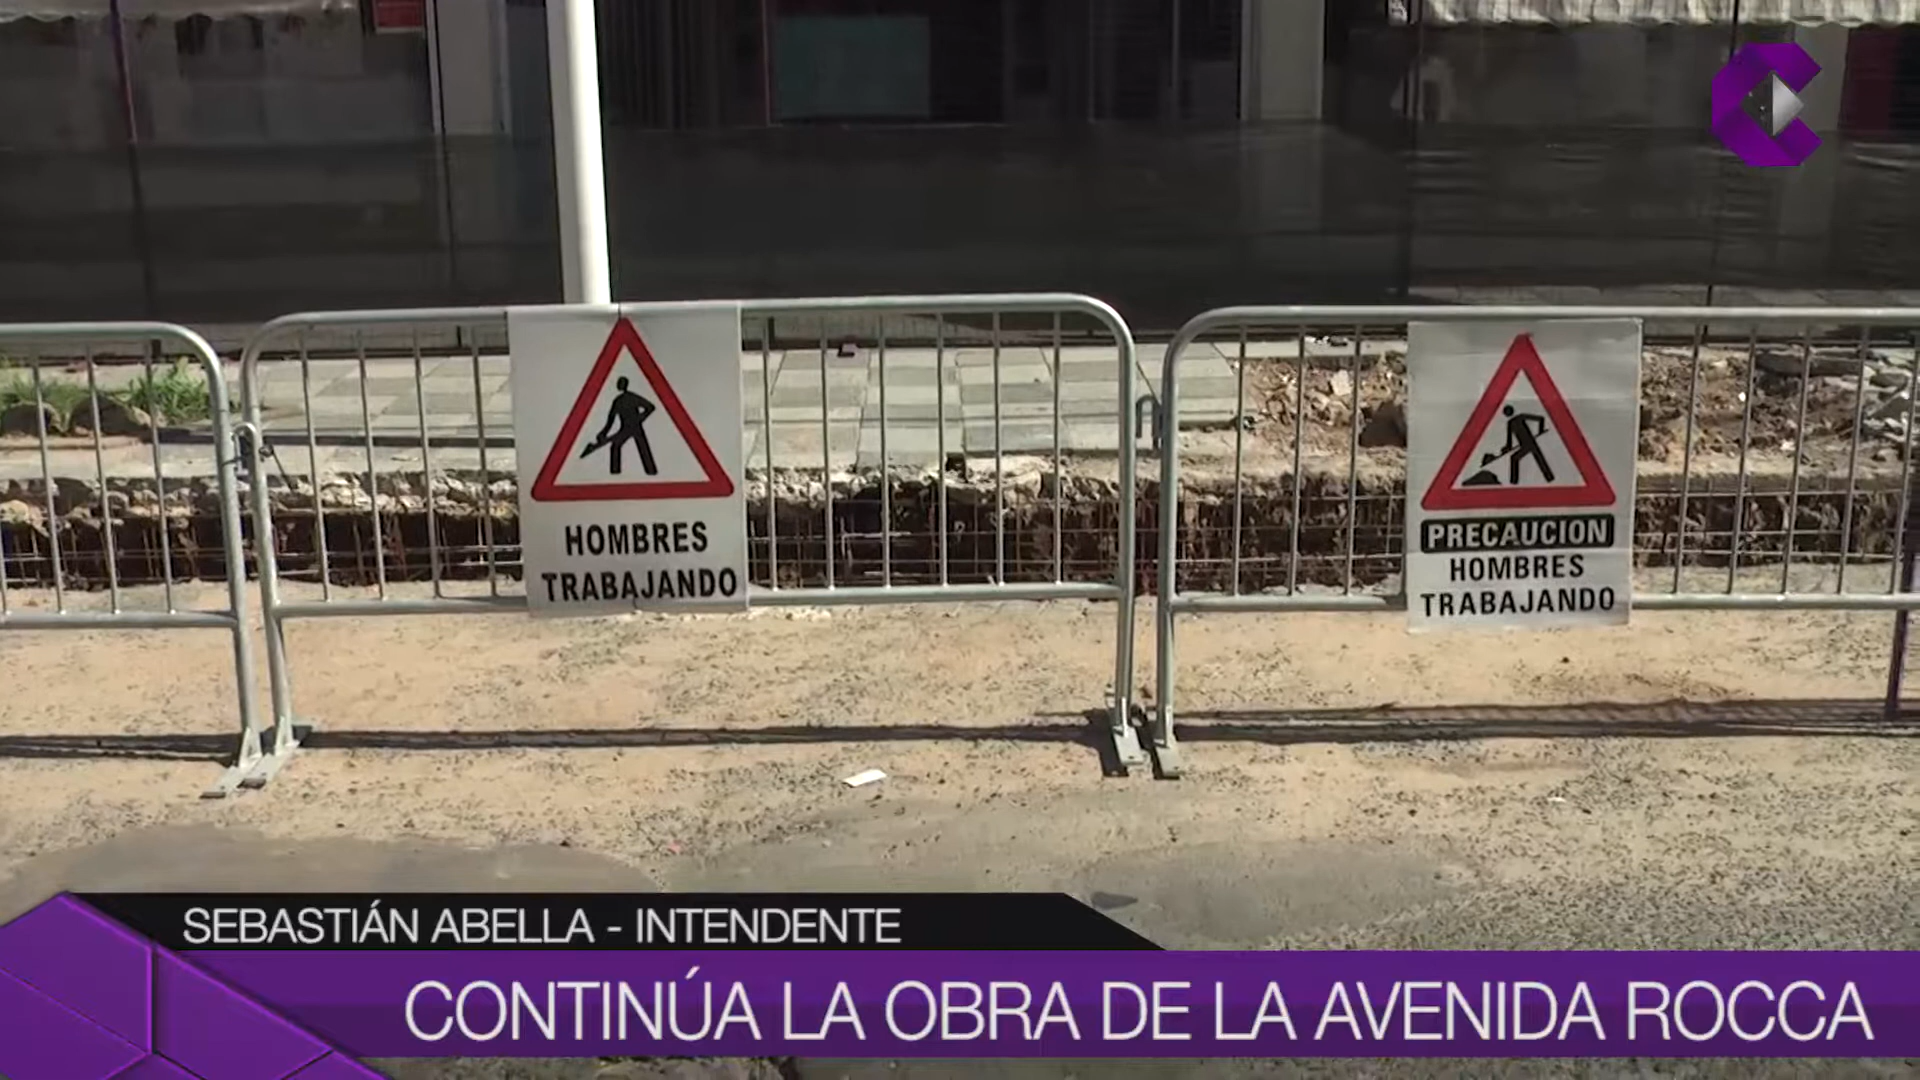 HOMBRES
TRABAJANDO
PRECAUCION
HOMBRES
TRABAJANDO
SEBASTIÁN ABELLA - INTENDENTE
CONTINÚA LA OBRA DE LA AVENIDA ROCCA